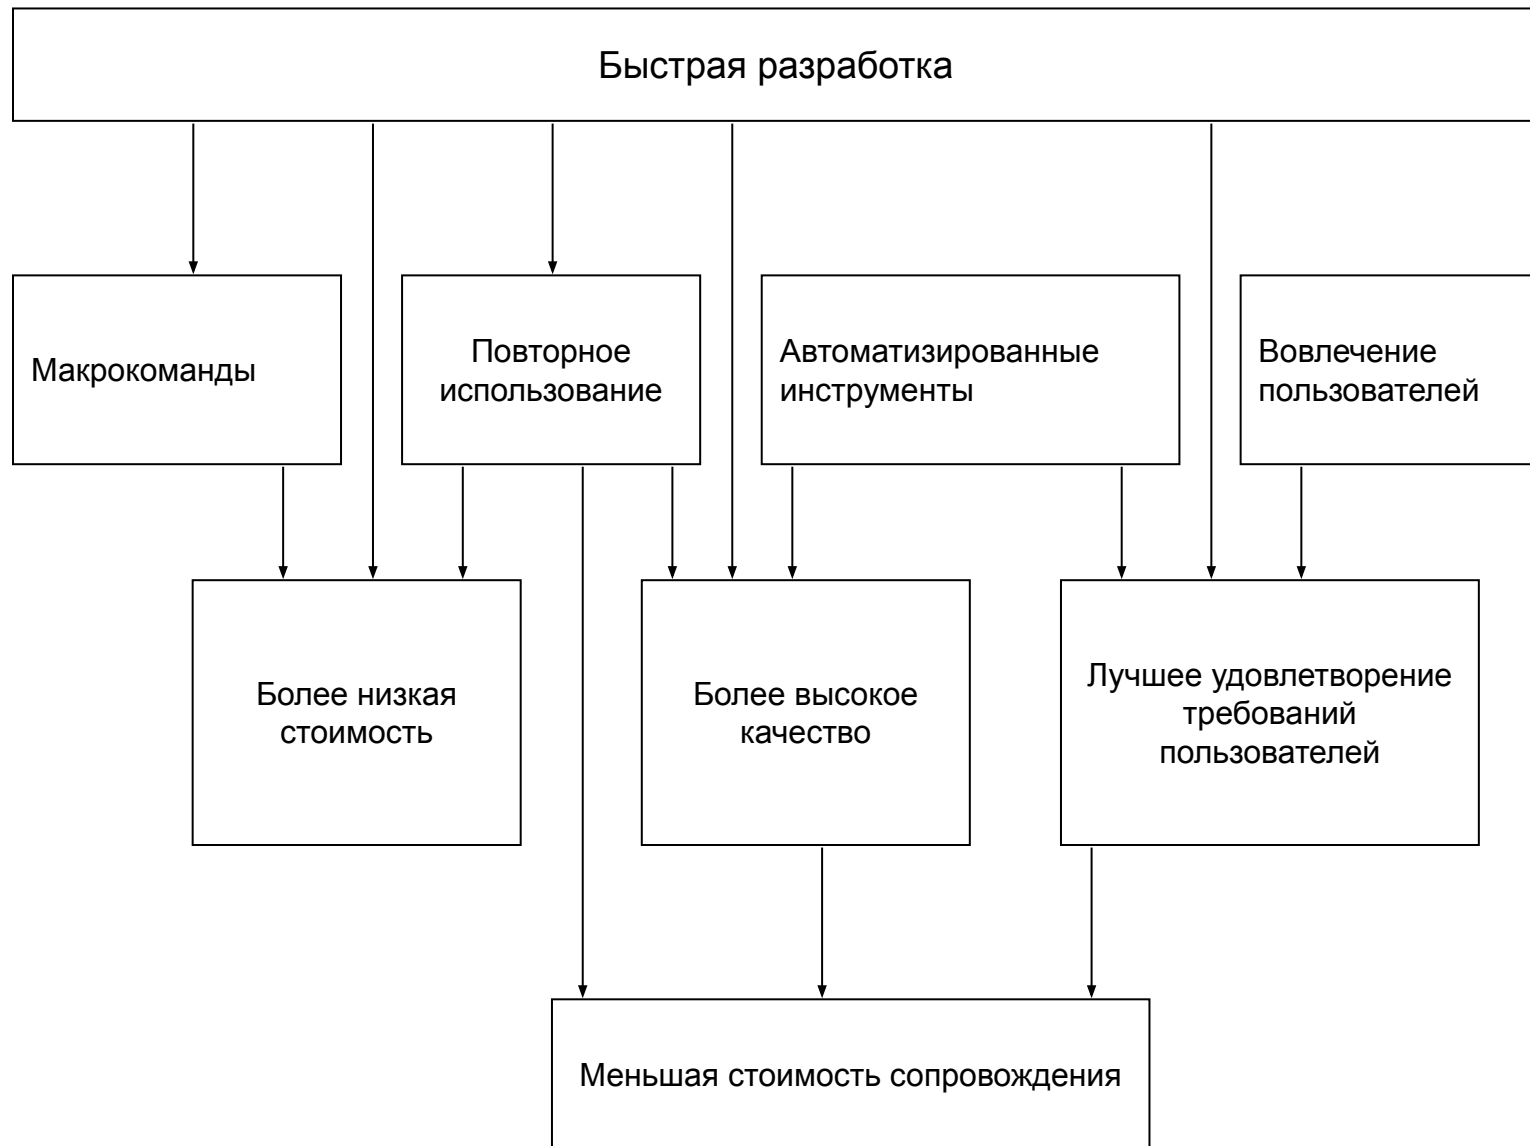 Быстрая разработка
Макрокоманды
Повторное
использование
Автоматизированные
инструменты
Вовлечение
пользователей
Более низкая
стоимость
Более высокое
качество
Лучшее удовлетворение
требований
пользователей
Меньшая стоимость сопровождения